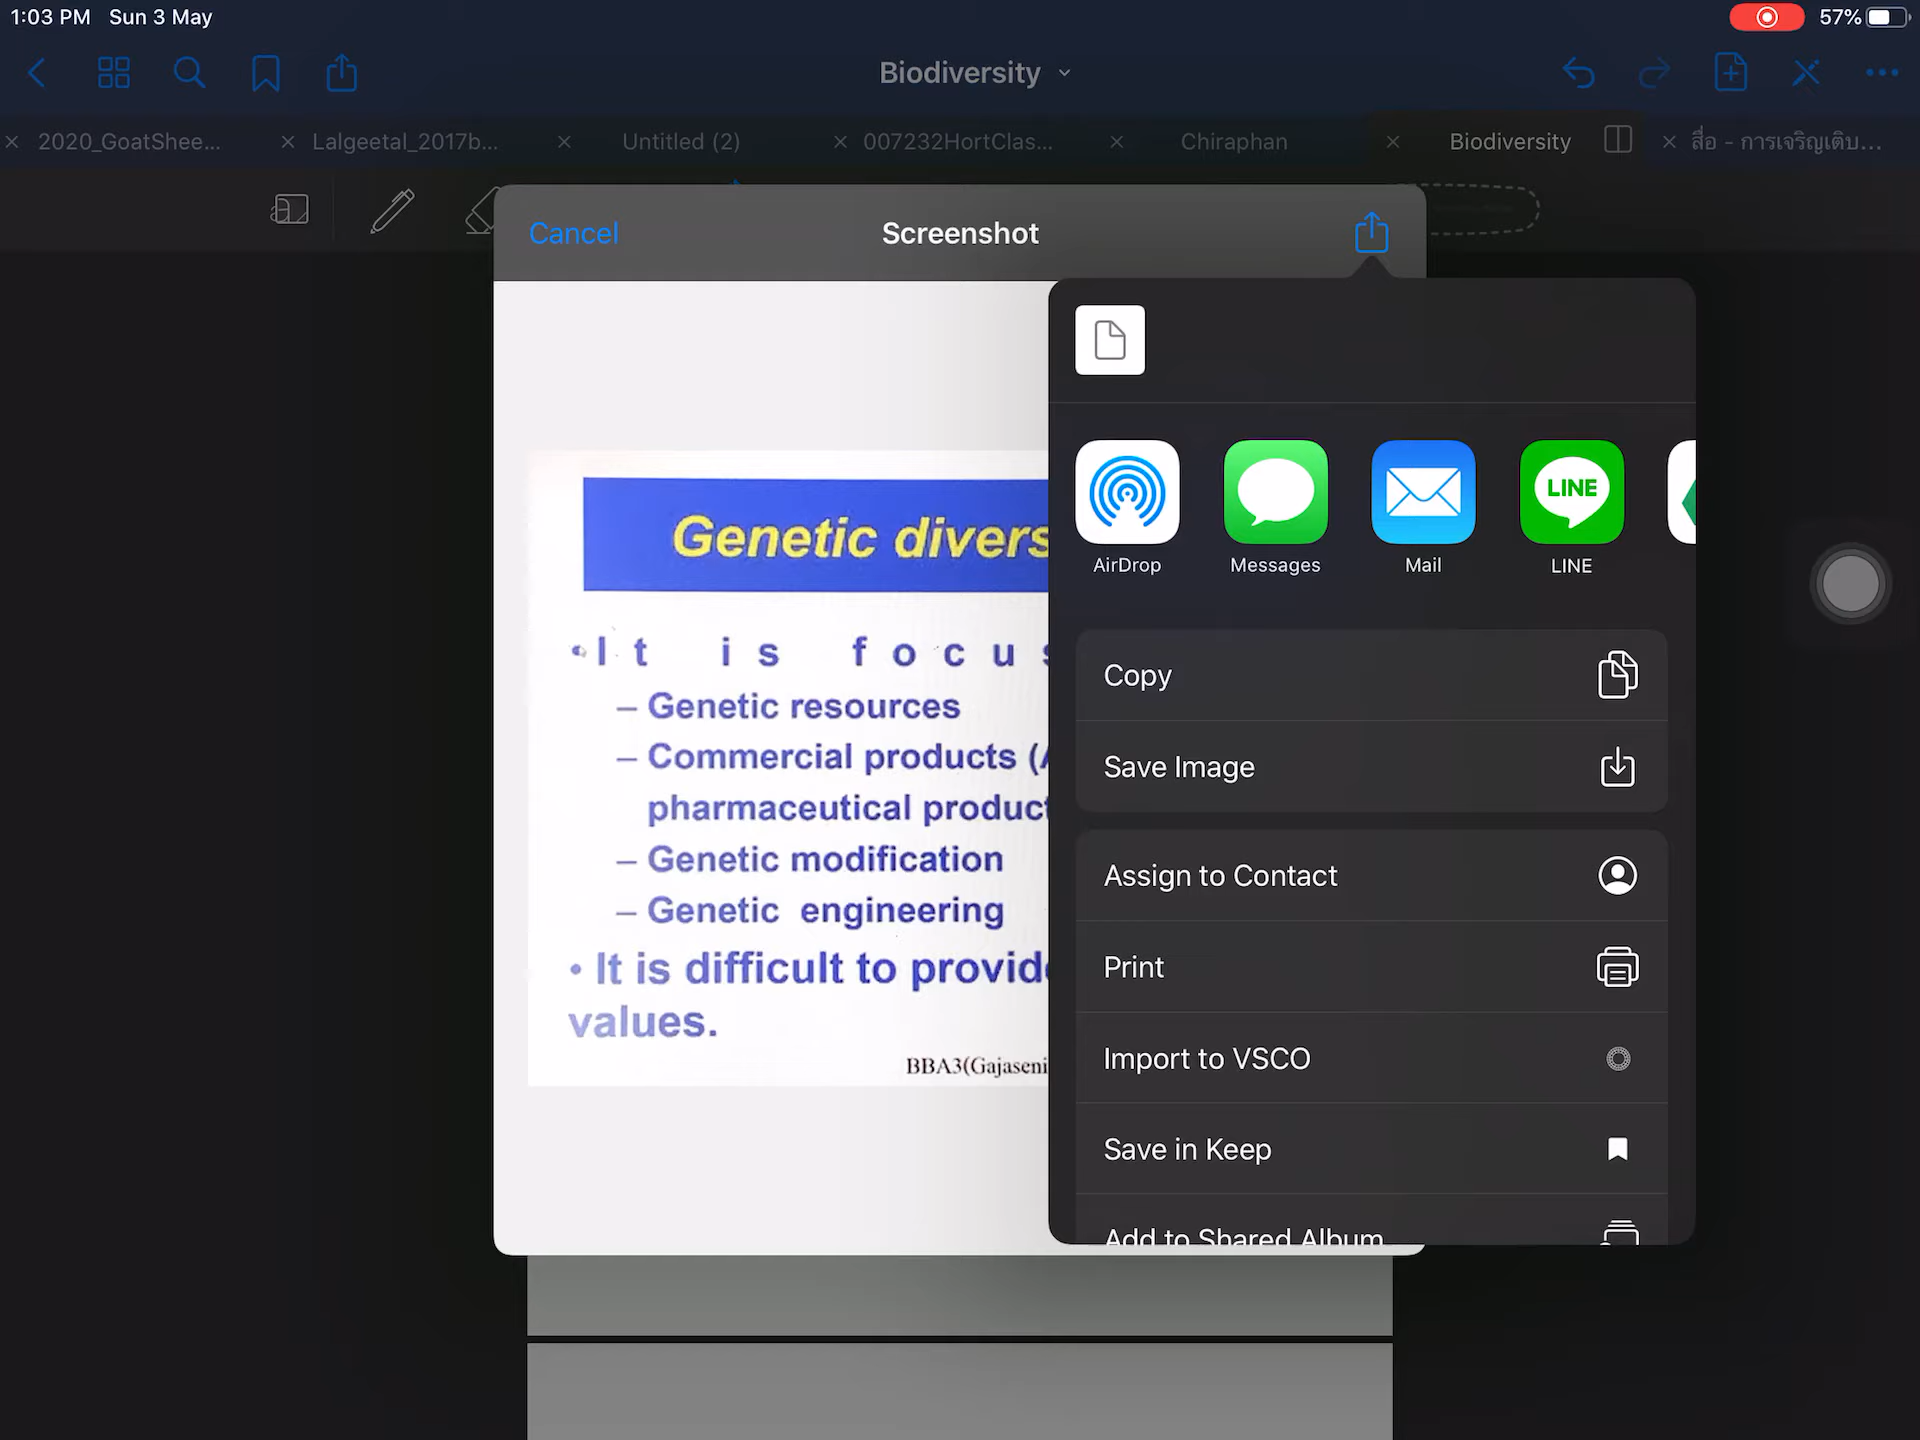 1:03 PM Sun 3 May
57%
Biodiversity
2020_GoatShee...
Lalgeetal_2017b...
Untitled (2)
007232HortClas...
Chiraphan
Biodiversity
สื่อ - การเจริญเติบ...
Cancel
Screenshot
Genetic divers
•It is focus
– Genetic resources
– Commercial products (A
pharmaceutical product
– Genetic modification
– Genetic engineering
• It is difficult to provide
values.
BBA3(Gajaseni
LINE
AirDrop
Messages
Mail
LINE
Copy
Save Image
Assign to Contact
Print
Import to VSCO
Save in Keep
Add to Shared Album